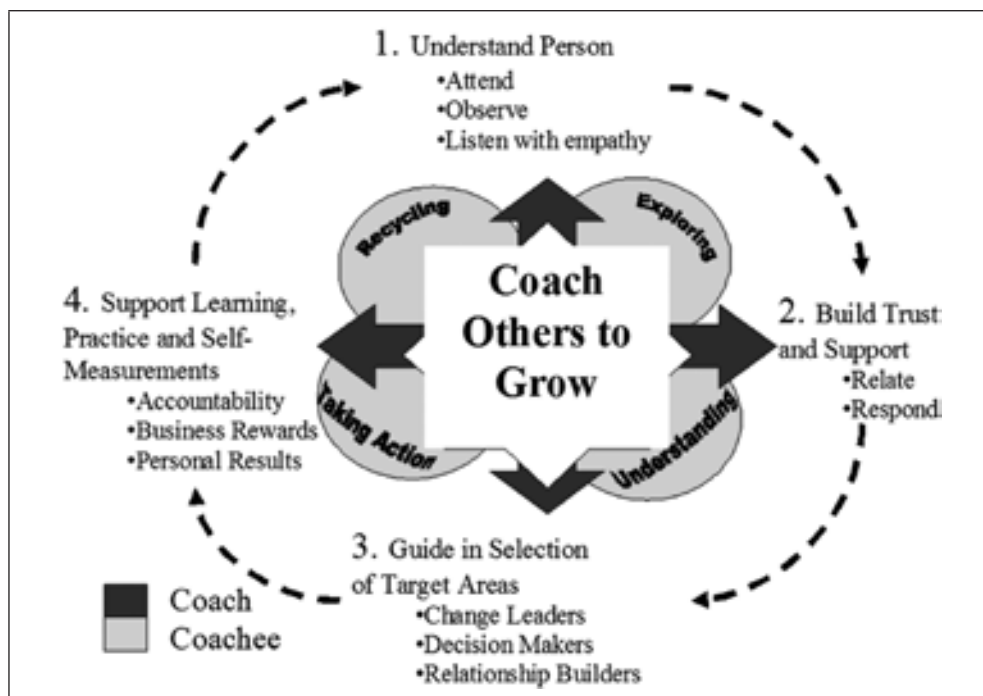 1. Understand Person
•Attend
•Observe
•Listen with empathy
Recycling
Exploring
Coach
Others to
Grow
Taking Action
Understanding
2. Build Trust
and Support
•Relate
•Respond
3. Guide in Selection
of Target Areas
•Change Leaders
•Decision Makers
•Relationship Builders
4. Support Learning,
Practice and Self-
Measurements
•Accountability
•Business Rewards
•Personal Results
Coach
Coachee